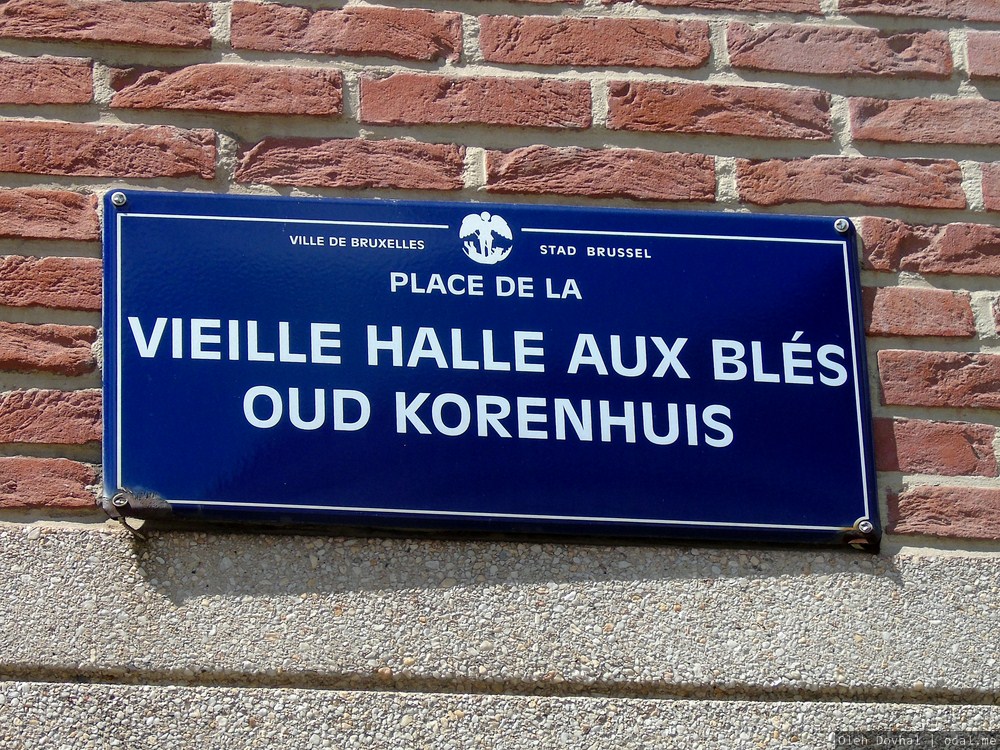 VILLE DE BRUXELLES STAD BRUSSEL
PLACE DE LA
VIEILLE HALLE AUX BLÉS
OUD KORENHUIS
Oleh Dovhal | odal.me